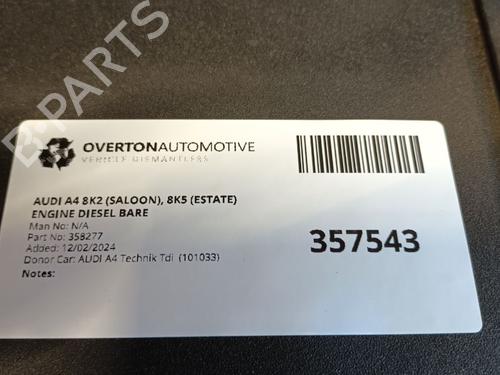 B-PARTS
OVERTONAUTOMOTIVE
VEHICLE DISMANTLERS
AUDI A4 8K2 (SALOON), 8K5 (ESTATE)
ENGINE DIESEL BARE
Man No: N/A
Part No: 358277
Added: 12/02/2024
Donor Car: AUDI A4 Technik Tdi (101033)
Notes:
357543